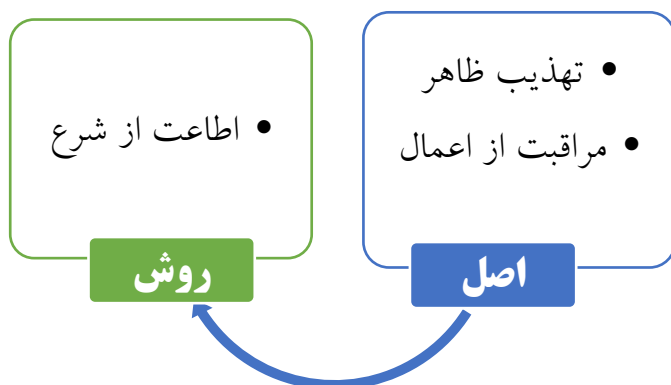 • تهذیب ظاهر
• مراقبت از اعمال
اصل
• اطاعت از شرع
روش